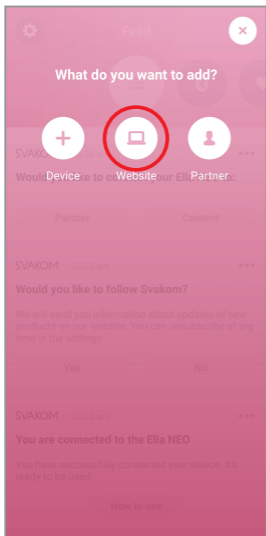 Feed
What do you want to add?
Device Website Partner
SVAKOM
Would you like to connect your Ella
Partner Content
SVAKOM
Would you like to follow Svakom?
We will send you information about updates of new
products on our website. You can unsubscribe at any
time in the settings.
Yes No
SVAKOM
You are connected to the Ella NEO
You have successfully connected your device. It's
ready to be used.
How to use